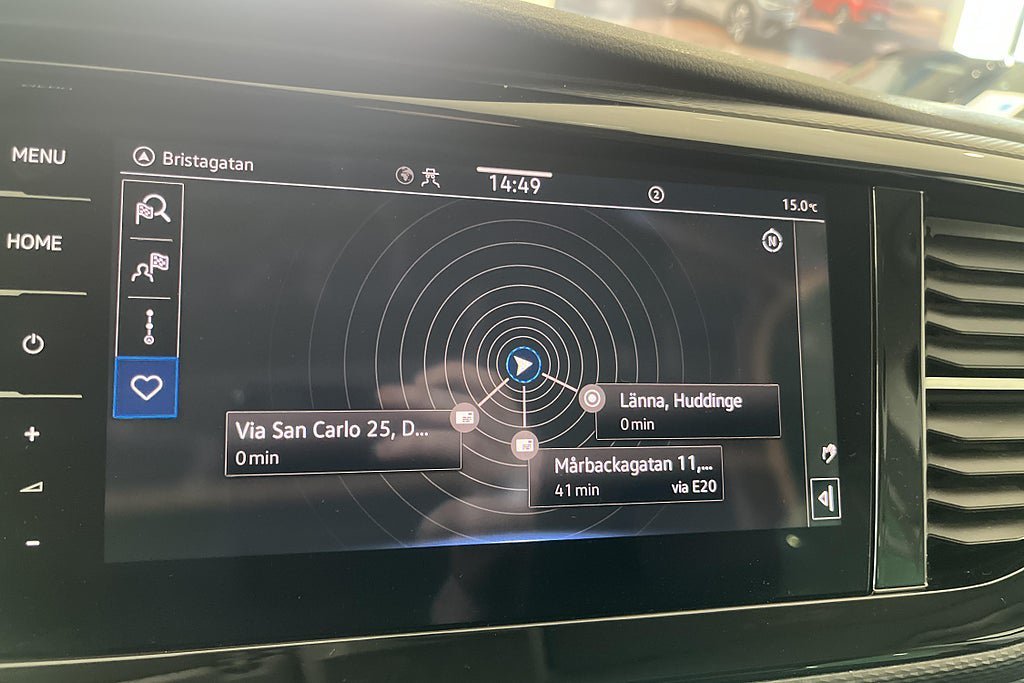 MENU
HOME
Bristagatan
14:49
2
15.0°C
N
Länna, Huddinge
0 min
Via San Carlo 25, D...
0 min
Mårbackagatan 11,...
41 min via E20